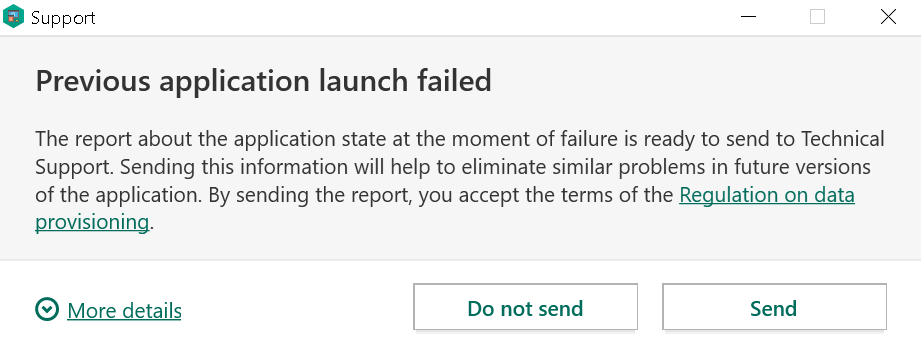 Support
Previous application launch failed
The report about the application state at the moment of failure is ready to send to Technical
Support. Sending this information will help to eliminate similar problems in future versions
of the application. By sending the report, you accept the terms of the Regulation on data
provisioning.
More details
Do not send
Send